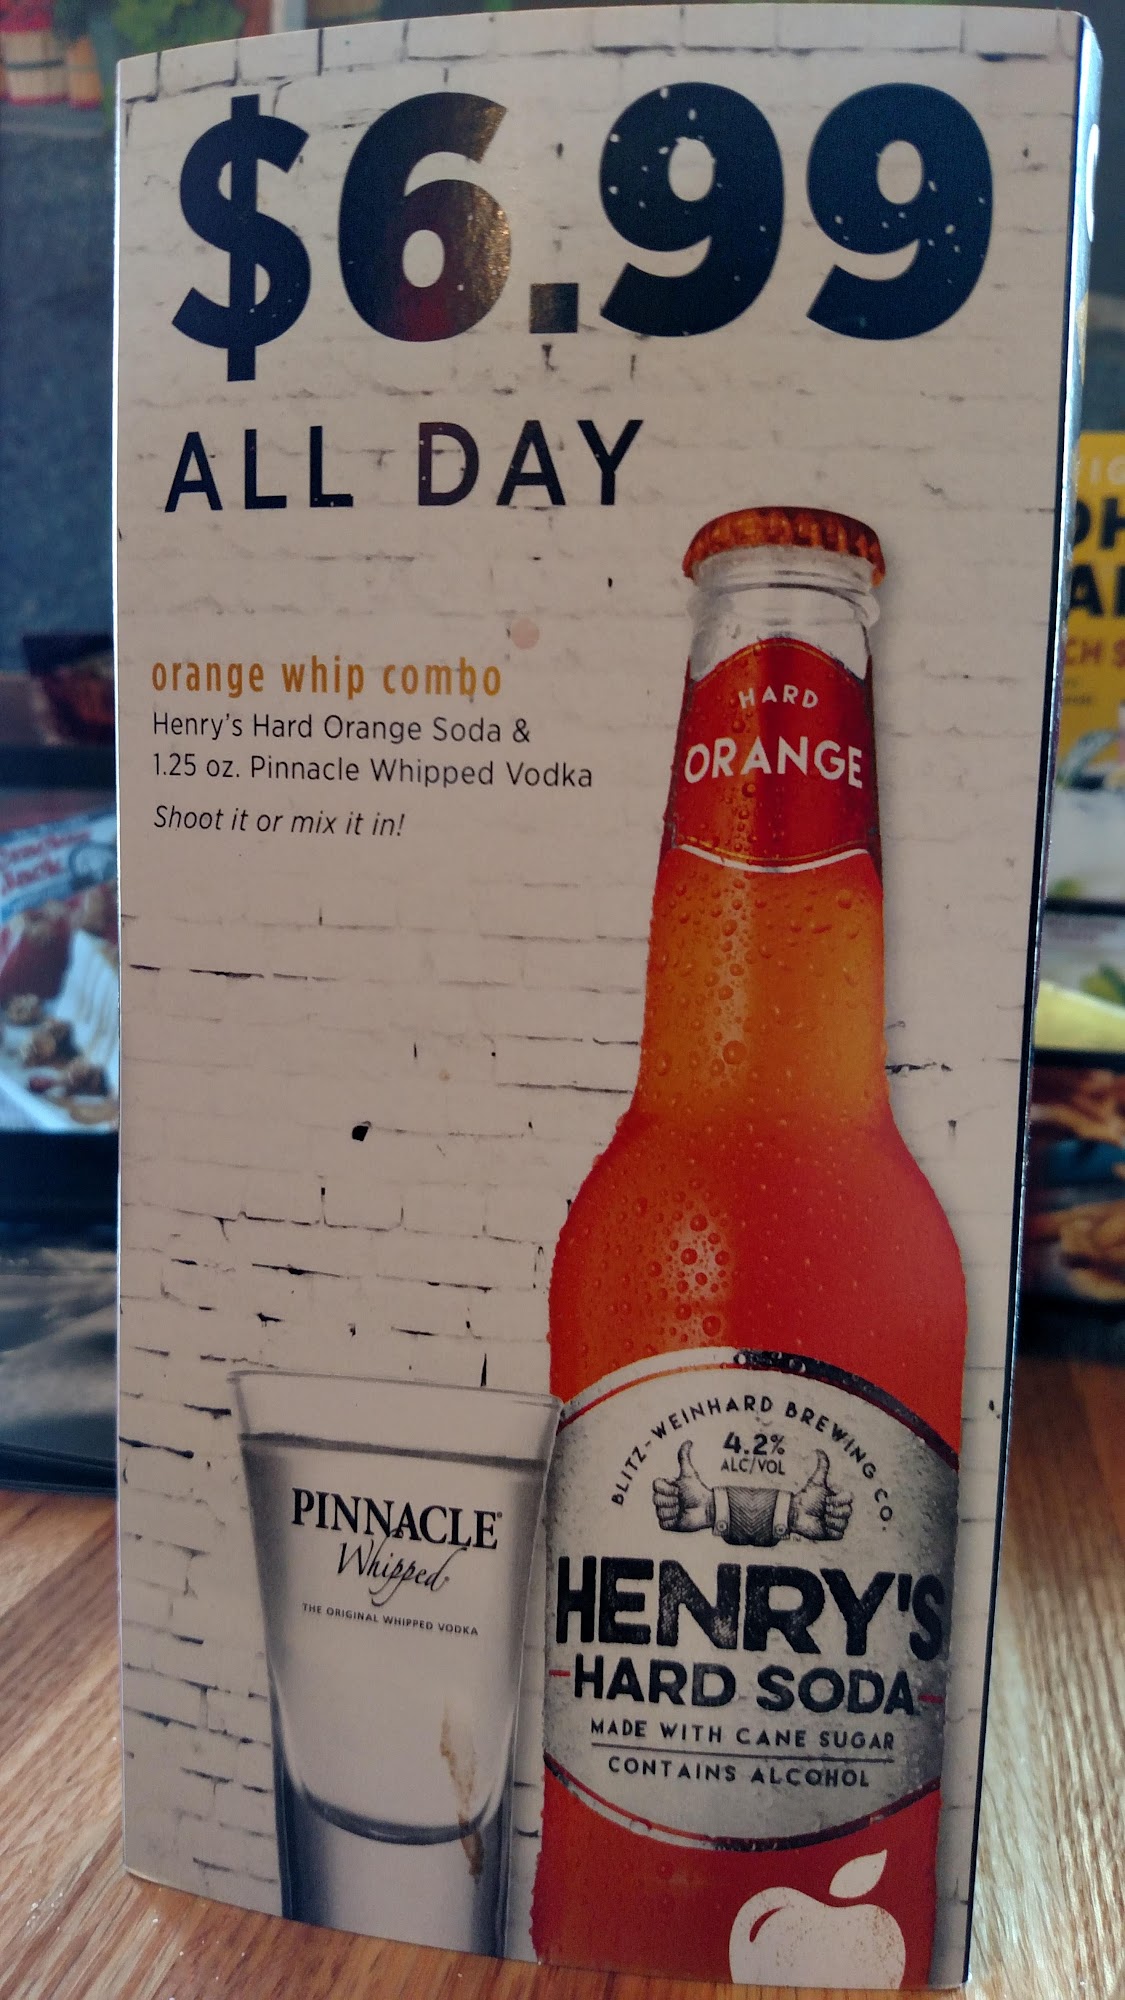 $6.99
ALL DAY
orange whip combo
Henry's Hard Orange Soda &
1.25 oz. Pinnacle Whipped Vodka
Shoot it or mix it in!
HARD
ORANGE
BLITZ-WEINHARD BREWING CO.
4.2%
ALC/VOL
HENRY'S
HARD SODA
MADE WITH CANE SUGAR
CONTAINS ALCOHOL
PINNACLE®
Whipped
THE ORIGINAL WHIPPED VODKA
Cracker
Jack